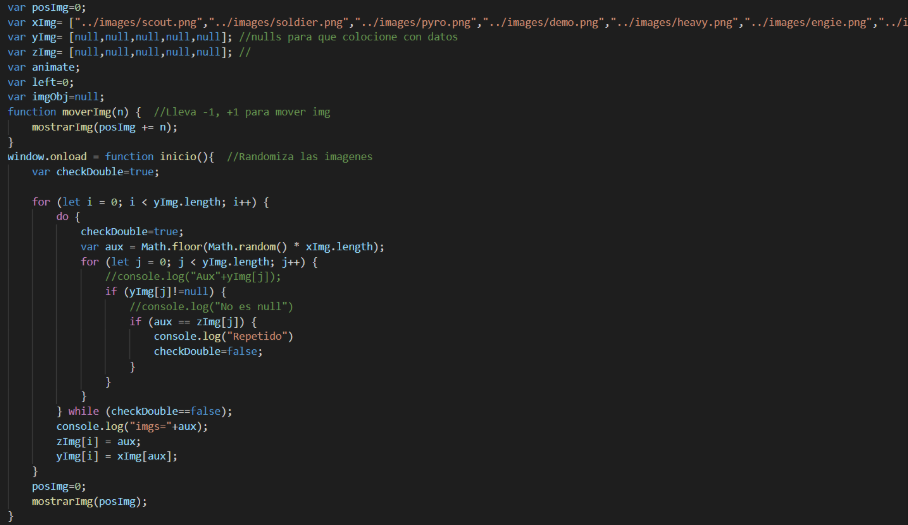 var posImg=0;
var xImg= ["../images/scout.png","../images/soldier.png","../images/pyro.png","../images/demo.png","../images/heavy.png","../images/engie.png","../i
var yImg= [null,null,null,null,null]; //nulls para que colocione con datos
var zImg= [null,null,null,null,null]; //
var animate;
var left=0;
var imgObj=null;
function moverImg(n) {  //Lleva -1, +1 para mover img
    mostrarImg(posImg += n);
}
window.onload = function inicio(){  //Randomiza las imagenes
    var checkDouble=true;
    for (let i = 0; i < yImg.length; i++) {
        do {
            checkDouble=true;
            var aux = Math.floor(Math.random() * xImg.length);
            for (let j = 0; j < yImg.length; j++) {
                //console.log("Aux"+yImg[j]);
                if (yImg[j]!=null) {
                    //console.log("No es null")
                    if (aux == zImg[j]) {
                        console.log("Repetido")
                        checkDouble=false;
                    }
                }
            }
        } while (checkDouble==false);
        console.log("imgs="+aux);
        zImg[i] = aux;
        yImg[i] = xImg[aux];
    }
    posImg=0;
    mostrarImg(posImg);
}